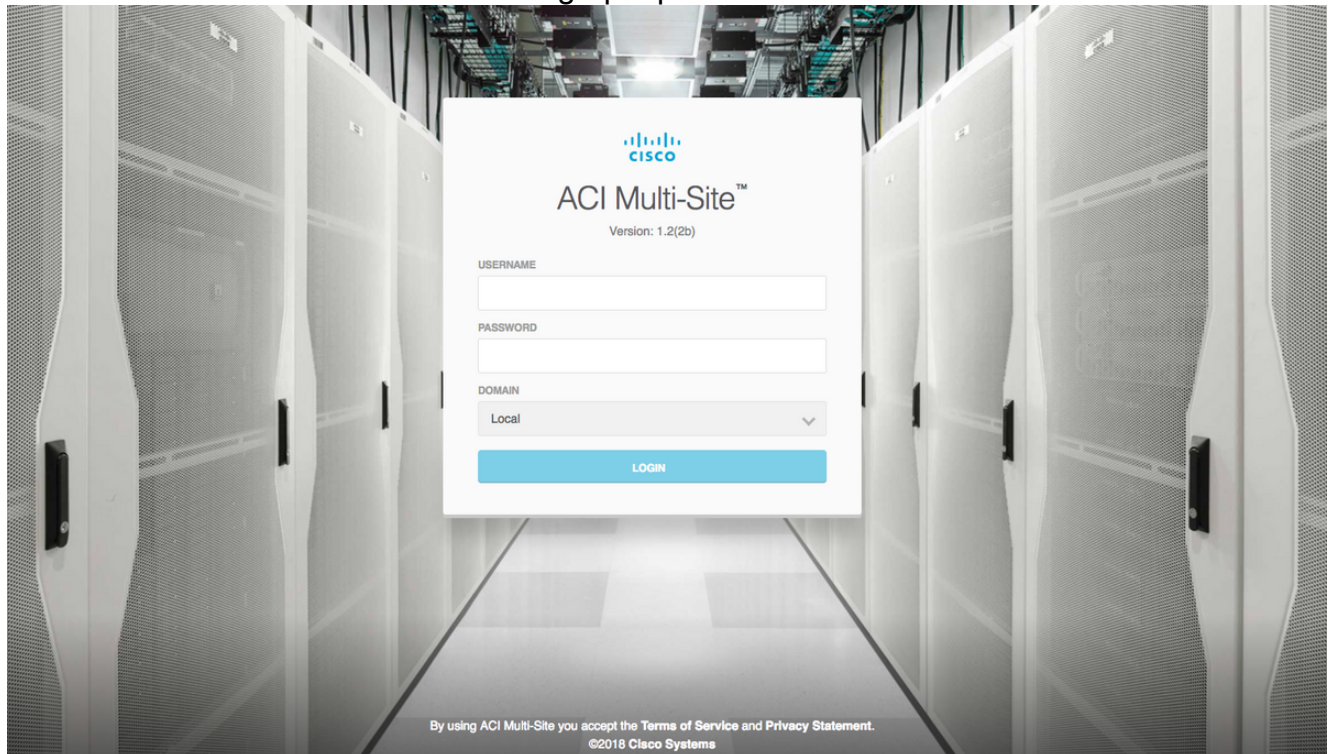 CISCO
ACI Multi-Site™
Version: 1.2(2b)
USERNAME
PASSWORD
DOMAIN
Local
LOGIN
By using ACI Multi-Site you accept the Terms of Service and Privacy Statement.
©2018 Cisco Systems